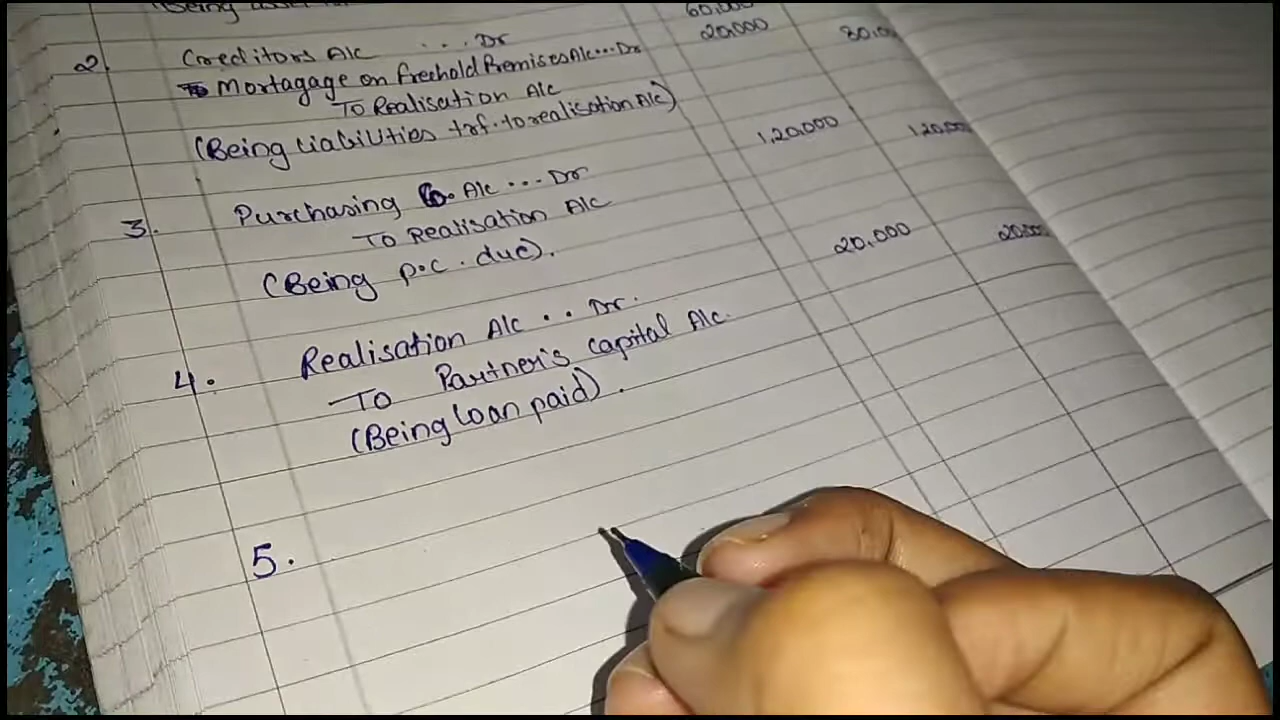 (Being
60,000
2. Creditors A/c ... Dr 20,000
Mortagage on freehold Premises A/c... Dr
To Realisation A/c
(Being Liabilities trf. to realisation A/c)
3. Purchasing Co. A/c ... Dr 1,20,000 1,20,000
To Realisation A/c
(Being p.c. due).
4. Realisation A/c .. Dr. 20,000
To Partner's capital A/c.
(Being loan paid).
5.